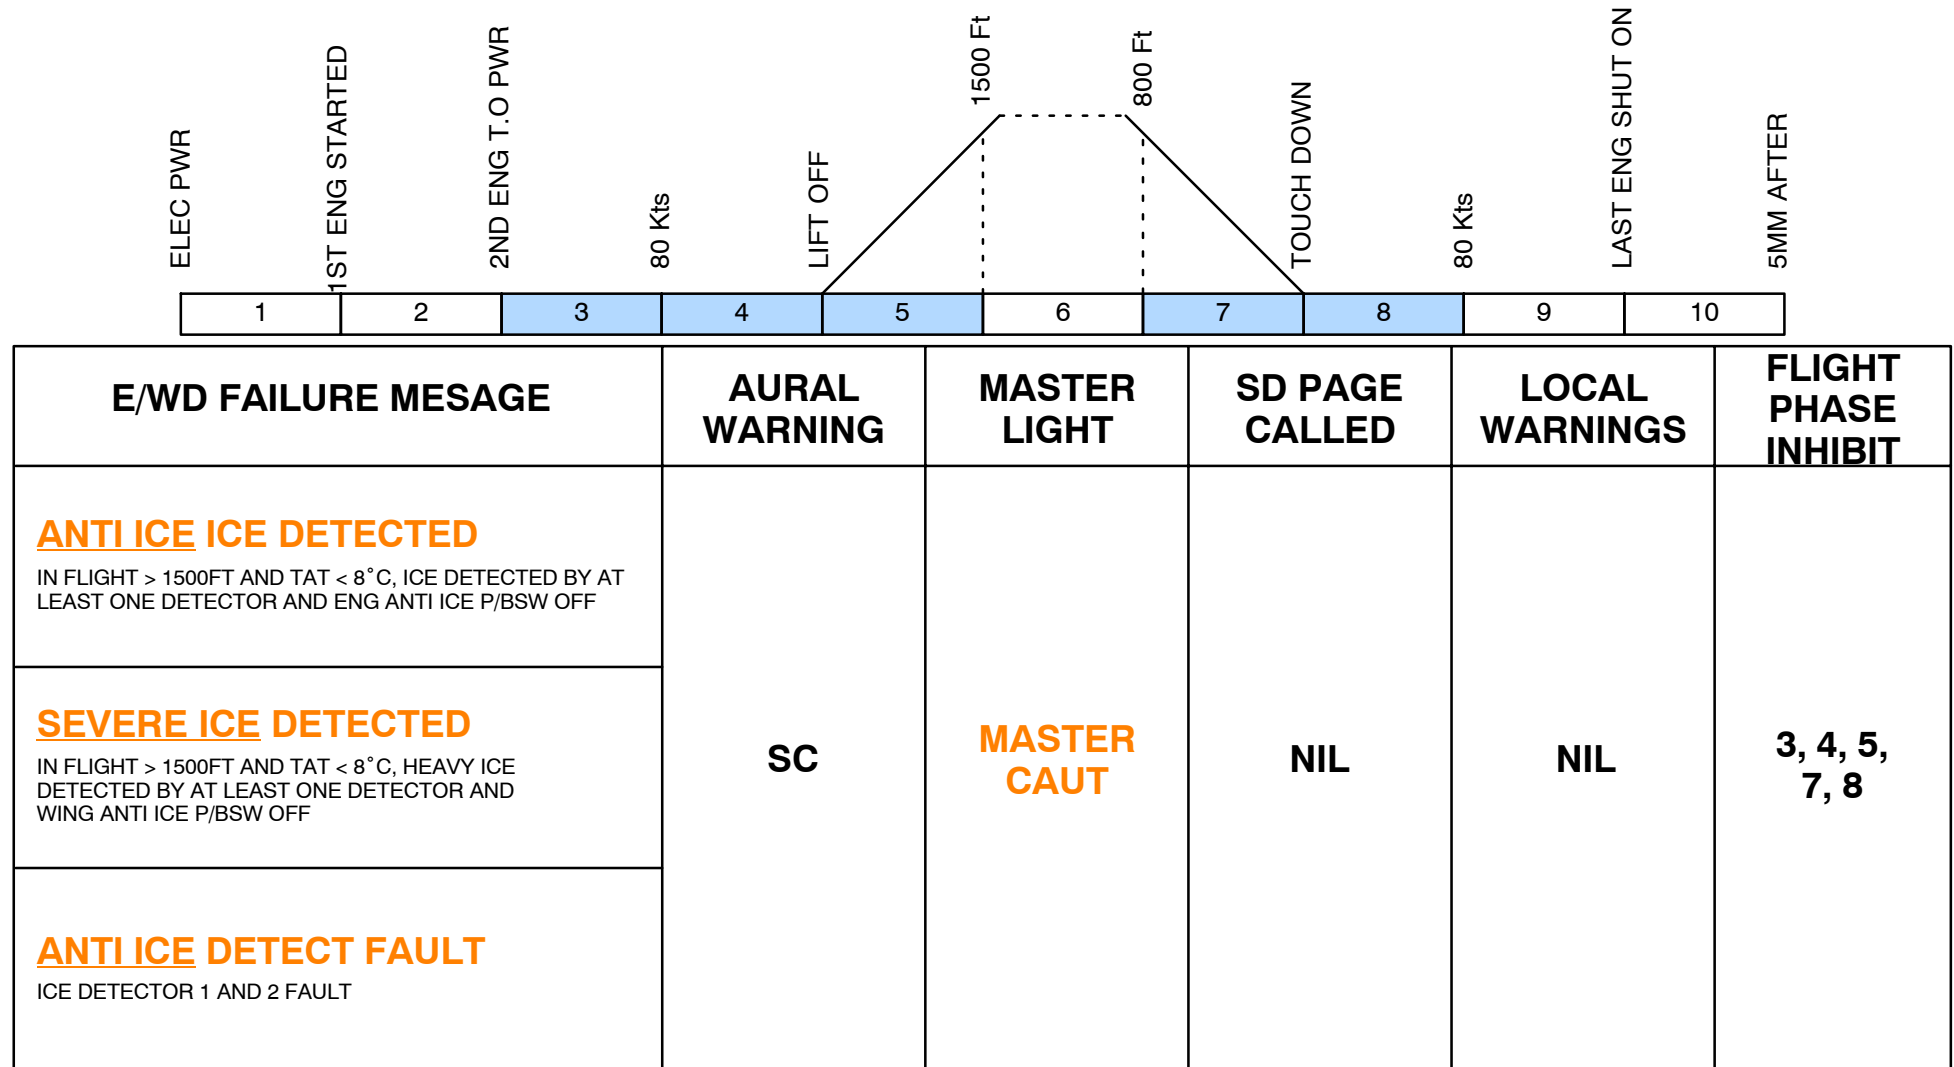 ELEC PWR
1ST ENG STARTED
2ND ENG T.O PWR
80 Kts
LIFT OFF
1500 Ft
800 Ft
TOUCH DOWN
80 Kts
LAST ENG SHUT ON
5MM AFTER
1 2 3 4 5 6 7 8 9 10
E/WD FAILURE MESAGE
AURAL
WARNING
MASTER
LIGHT
SD PAGE
CALLED
LOCAL
WARNINGS
FLIGHT
PHASE
INHIBIT
ANTI ICE ICE DETECTED
IN FLIGHT > 1500FT AND TAT < 8°C, ICE DETECTED BY AT
LEAST ONE DETECTOR AND ENG ANTI ICE P/BSW OFF
SEVERE ICE DETECTED
IN FLIGHT > 1500FT AND TAT < 8°C, HEAVY ICE
DETECTED BY AT LEAST ONE DETECTOR AND
WING ANTI ICE P/BSW OFF
ANTI ICE DETECT FAULT
ICE DETECTOR 1 AND 2 FAULT
SC
MASTER
CAUT
NIL
NIL
3, 4, 5,
7, 8